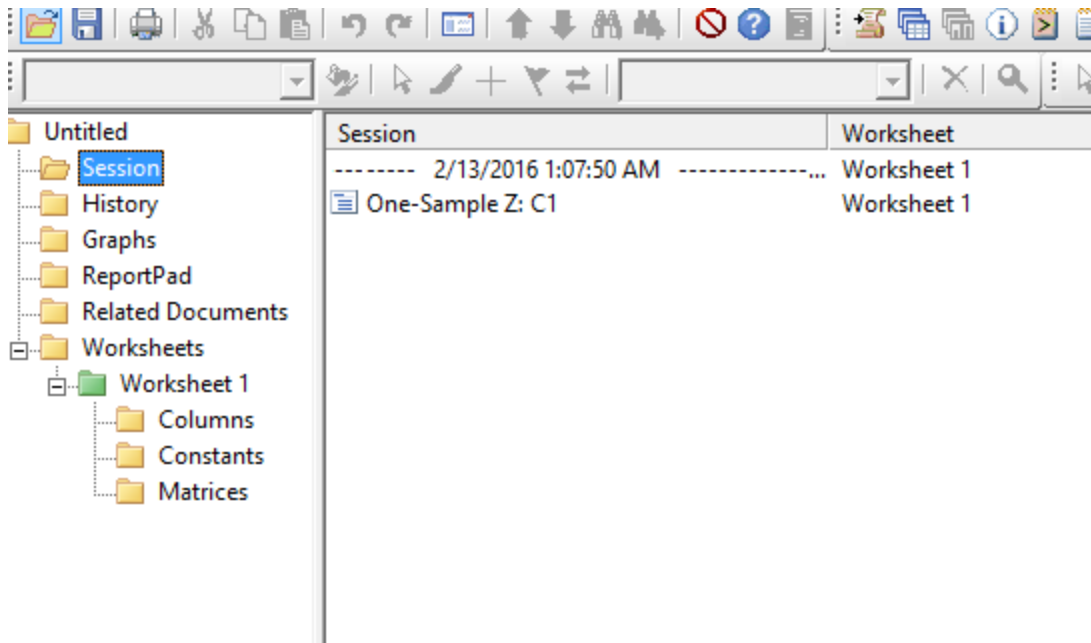 Untitled
Session
History
Graphs
ReportPad
Related Documents
Worksheets
Worksheet 1
Columns
Constants
Matrices
Session Worksheet
-------- 2/13/2016 1:07:50 AM -------------... Worksheet 1
One-Sample Z: C1 Worksheet 1